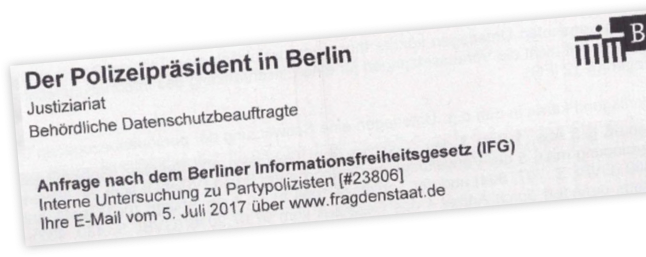 Der Polizeipräsident in Berlin
Justiziariat
Behördliche Datenschutzbeauftragte
Anfrage nach dem Berliner Informationsfreiheitsgesetz (IFG)
Interne Untersuchung zu Partypolizisten [#23806]
Ihre E-Mail vom 5. Juli 2017 über www.fragdenstaat.de
B